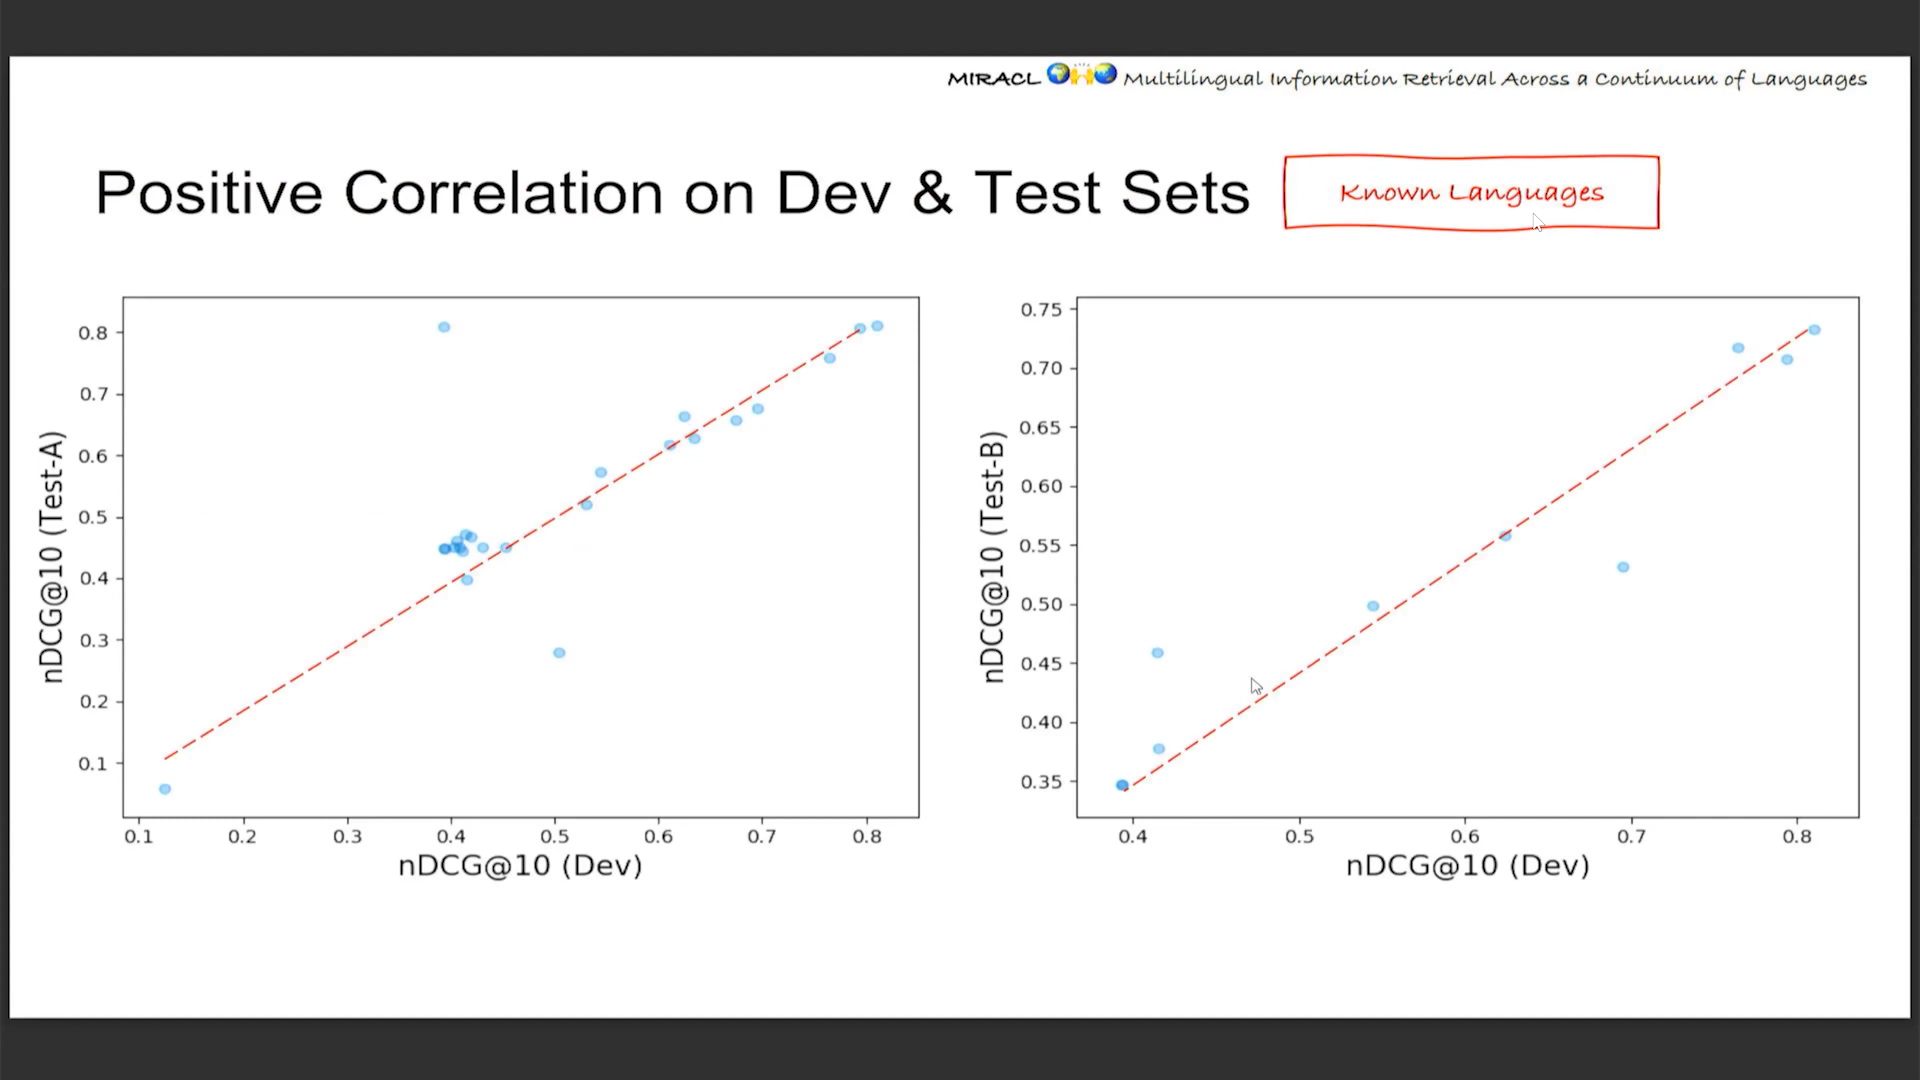 MIRACL Multilingual Information Retrieval Across a Continuum of Languages
Positive Correlation on Dev & Test Sets
Known Languages
nDCG@10 (Test-A)
0.8
0.7
0.6
0.5
0.4
0.3
0.2
0.1
0.1 0.2 0.3 0.4 0.5 0.6 0.7 0.8
nDCG@10 (Dev)
nDCG@10 (Test-B)
0.75
0.70
0.65
0.60
0.55
0.50
0.45
0.40
0.35
0.4 0.5 0.6 0.7 0.8
nDCG@10 (Dev)